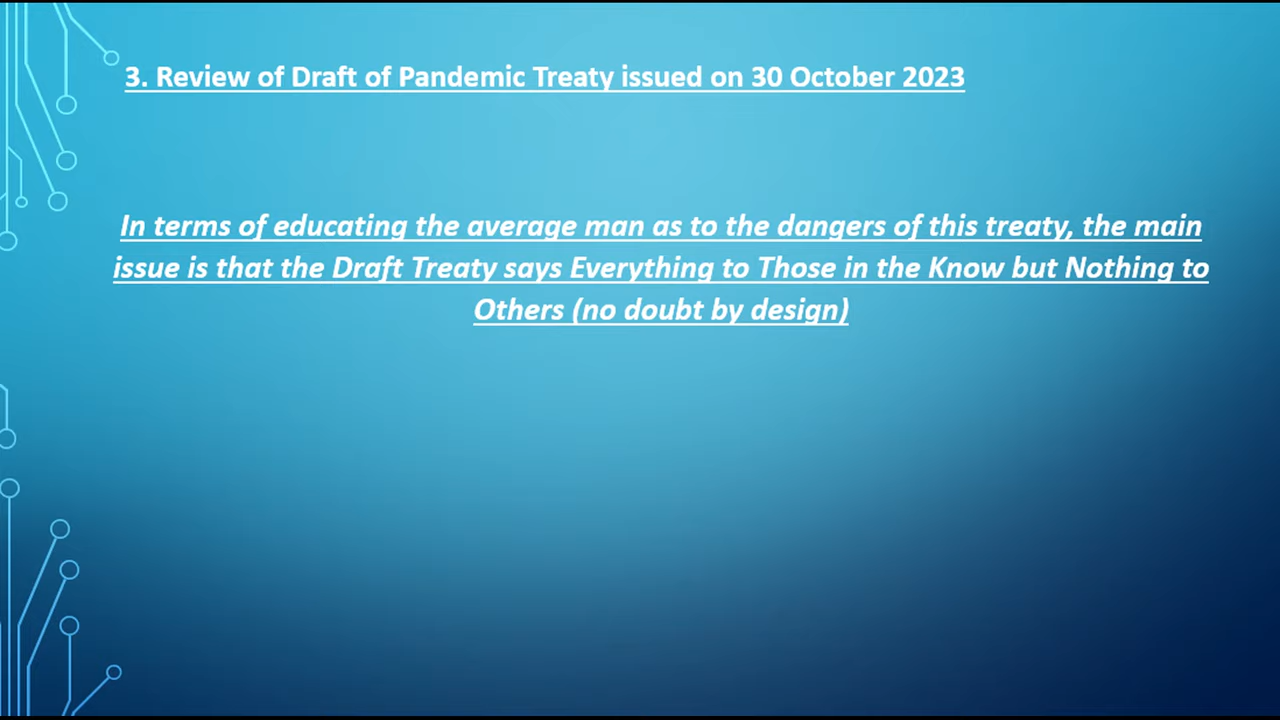 3. Review of Draft of Pandemic Treaty issued on 30 October 2023
In terms of educating the average man as to the dangers of this treaty, the main
issue is that the Draft Treaty says Everything to Those in the Know but Nothing to
Others (no doubt by design)